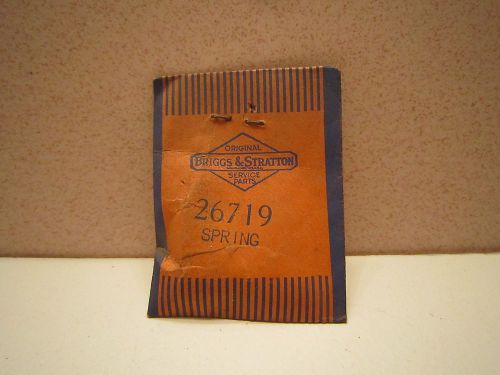 ORIGINAL
BRIGGS & STRATTON
SERVICE
PARTS
26719
SPRING